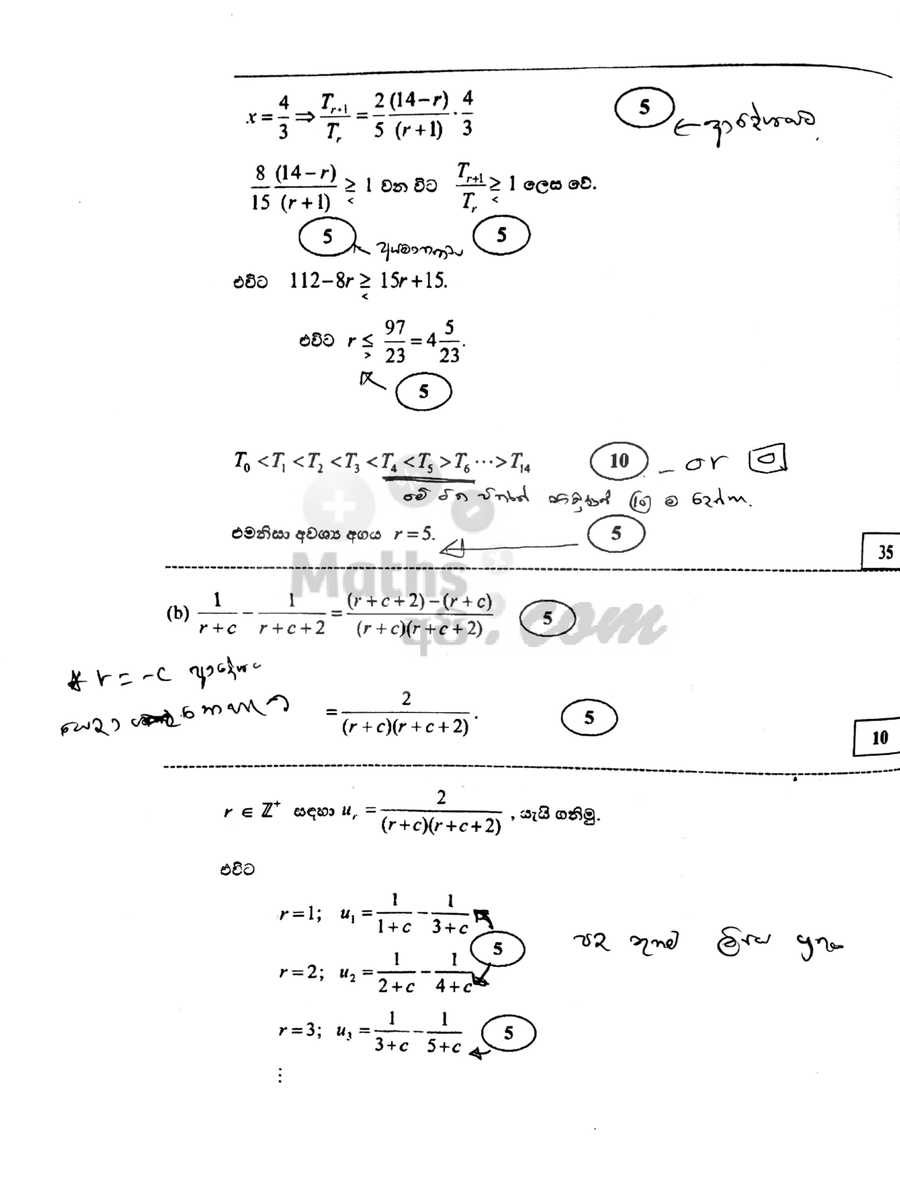 x = 4/3 ⇒ T_{r+1}/T_r = 2/5 (14−r)/(r+1) · 4/3 5
8/15 (14−r)/(r+1) ≥ < 1 වන විට T_{r+1}/T_r ≥ < 1 ලෙස වේ.
5 5
එවිට 112−8r ≥ < 15r+15.
එවිට r ≤ > 97/23 = 4 5/23.
5
T_0 <T_1 <T_2 <T_3 <T_4 <T_5 >T_6 ⋯>T_14 10 or 0
එමනිසා අවශ්‍ය අගය r = 5. 5
35
Maths
අපි .com
(b) 1/(r+c) − 1/(r+c+2) = ((r+c+2)−(r+c))/((r+c)(r+c+2)) 5
r = -c
= 2/((r+c)(r+c+2)). 5
10
r ∈ ℤ⁺ සඳහා u_r = 2/((r+c)(r+c+2)) , යැයි ගනිමු.
එවිට
r=1; u_1 = 1/(1+c) − 1/(3+c)
5
r=2; u_2 = 1/(2+c) − 1/(4+c)
r=3; u_3 = 1/(3+c) − 1/(5+c) 5
⋮